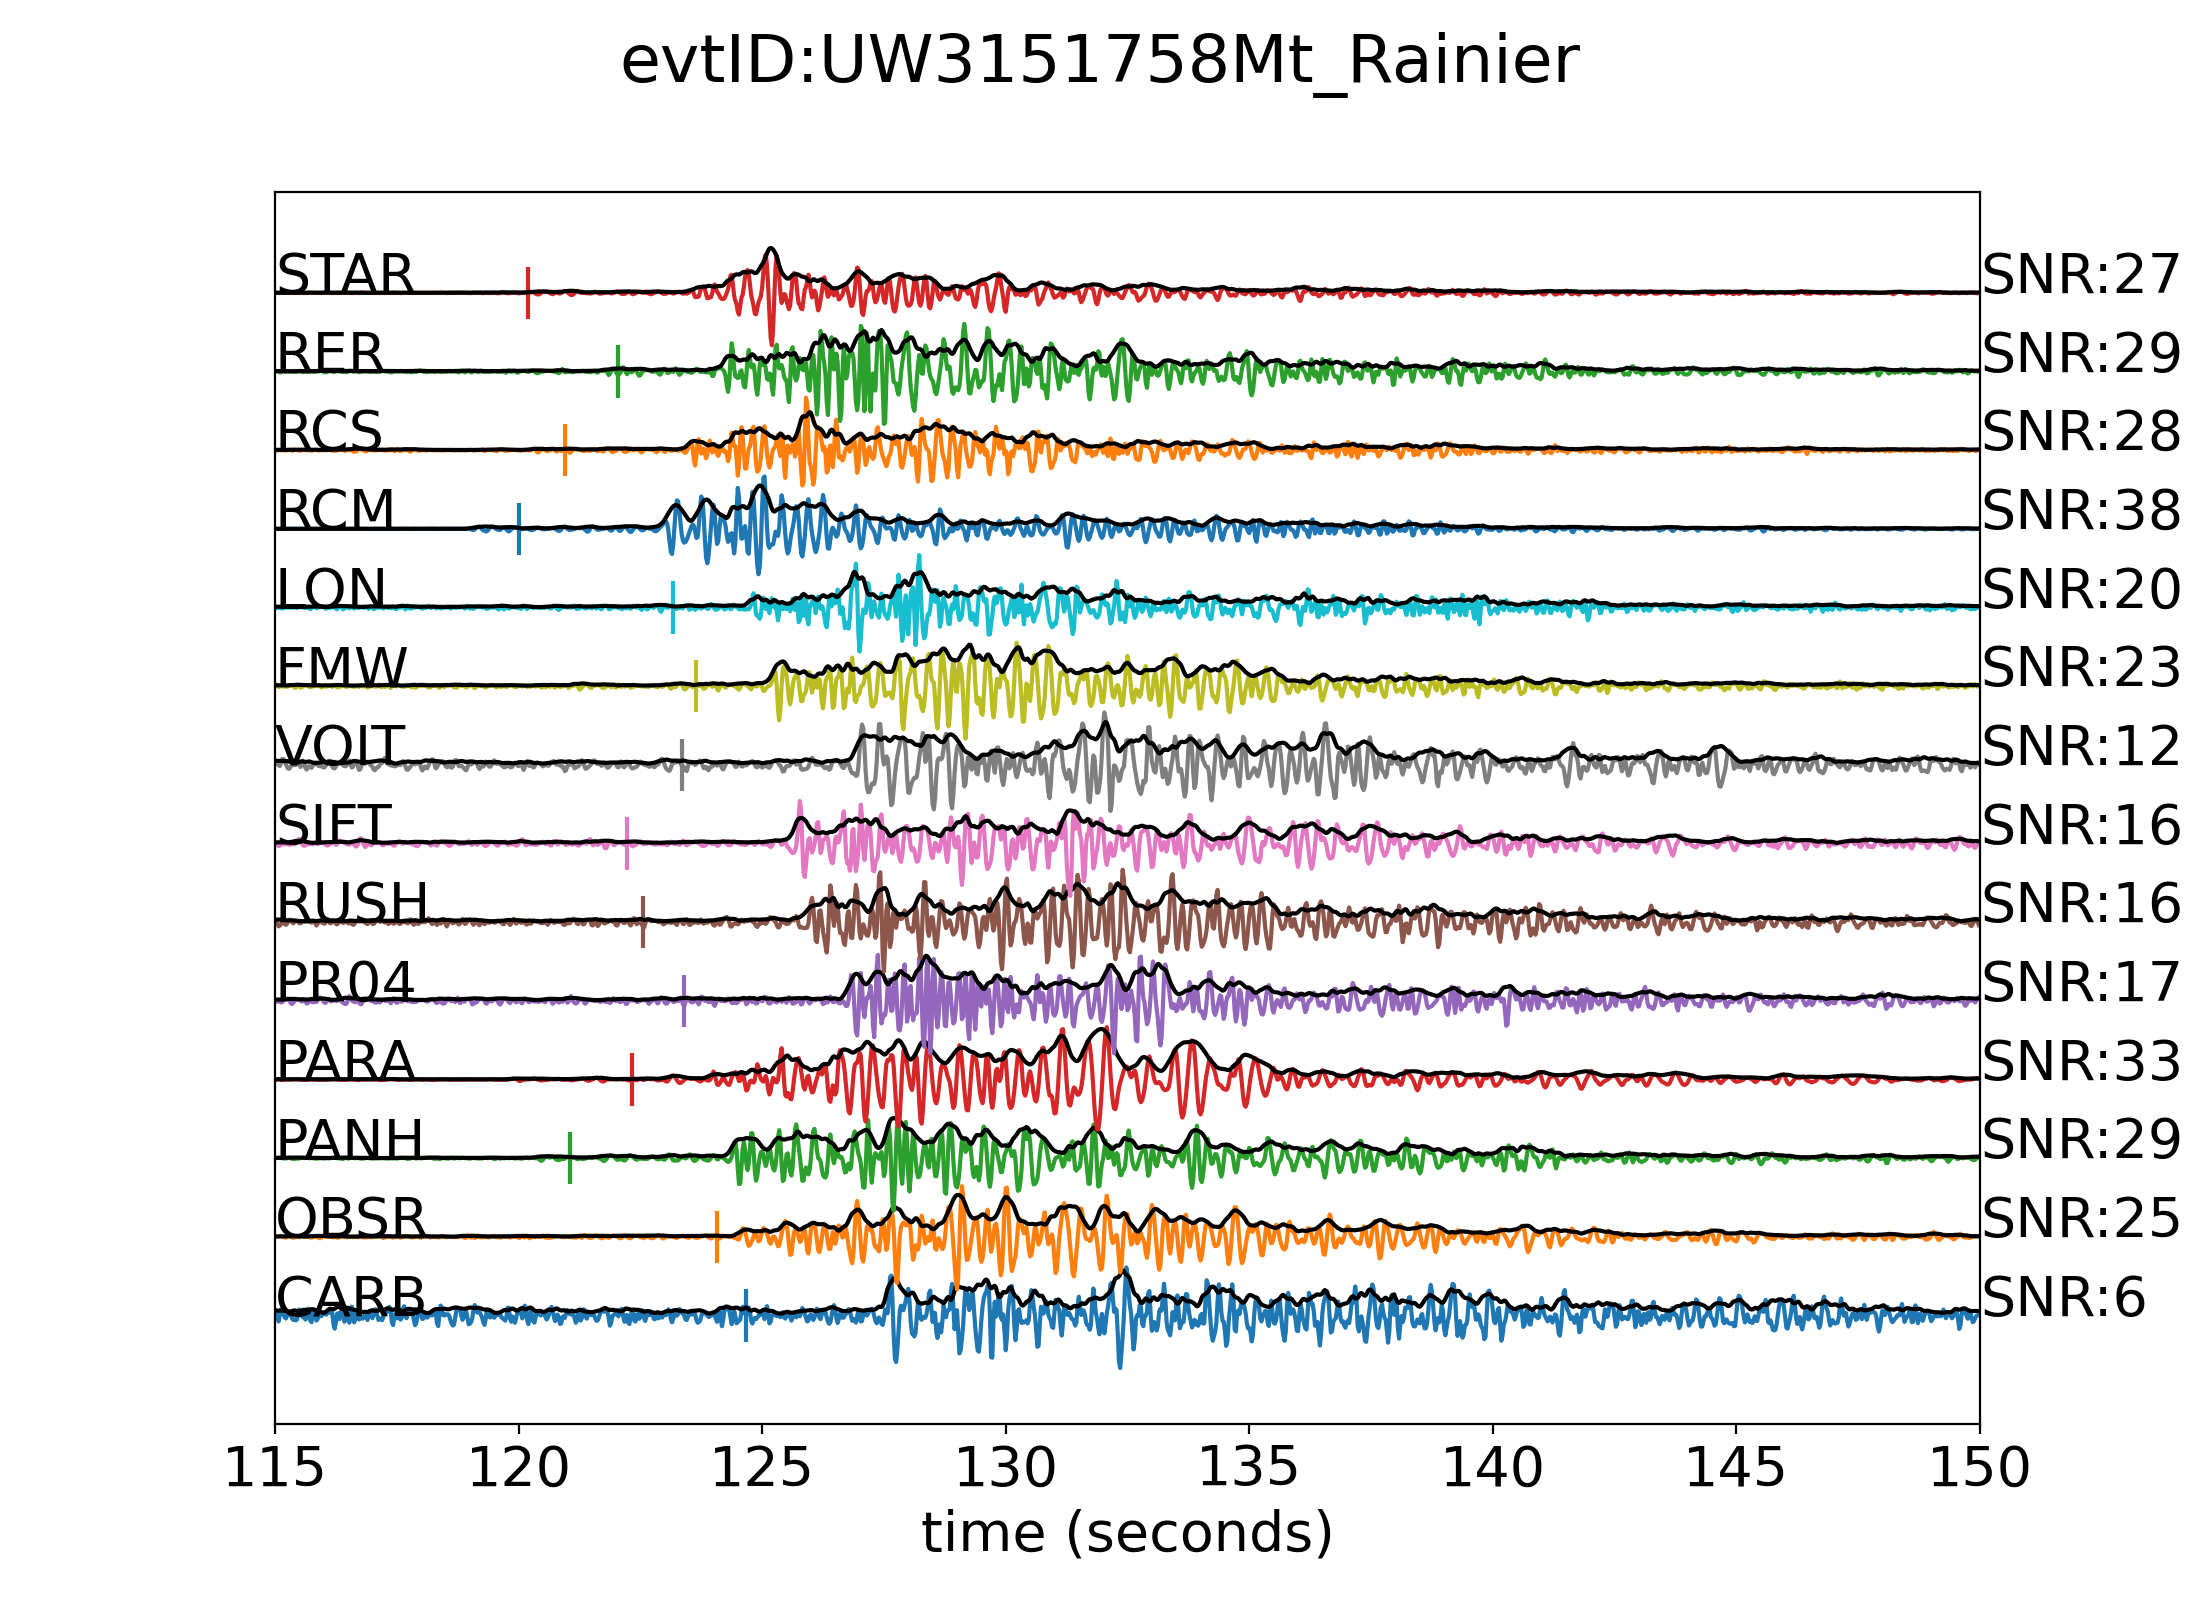 evtID:UW3151758Mt_Rainier
STAR SNR:27
RER SNR:29
RCS SNR:28
RCM SNR:38
LON SNR:20
FMW SNR:23
VOIT SNR:12
SIFT SNR:16
RUSH SNR:16
PR04 SNR:17
PARA SNR:33
PANH SNR:29
OBSR SNR:25
CARB SNR:6
115 120 125 130 135 140 145 150
time (seconds)